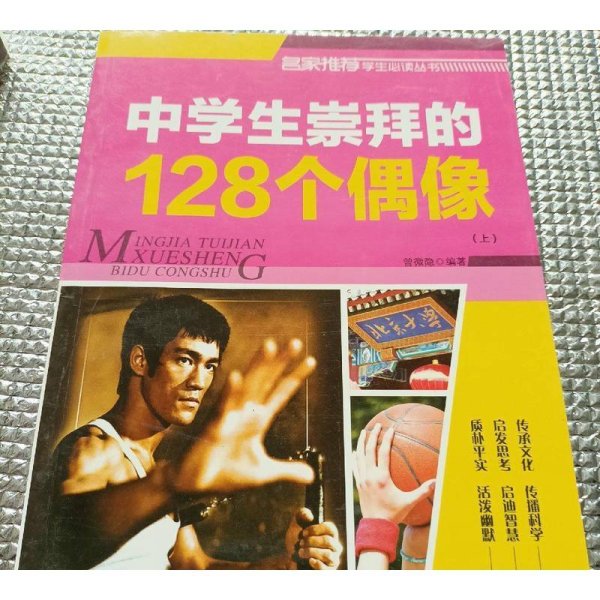 名家推荐学生必读丛书
中学生崇拜的
128个偶像
（上）
曾微隐◎编著
MINGJIA TUIJIAN
XUESHENG
BIDU CONGSHU
北京大学
传承文化 传播科学
启发思考 启迪智慧
质朴平实 活泼幽默